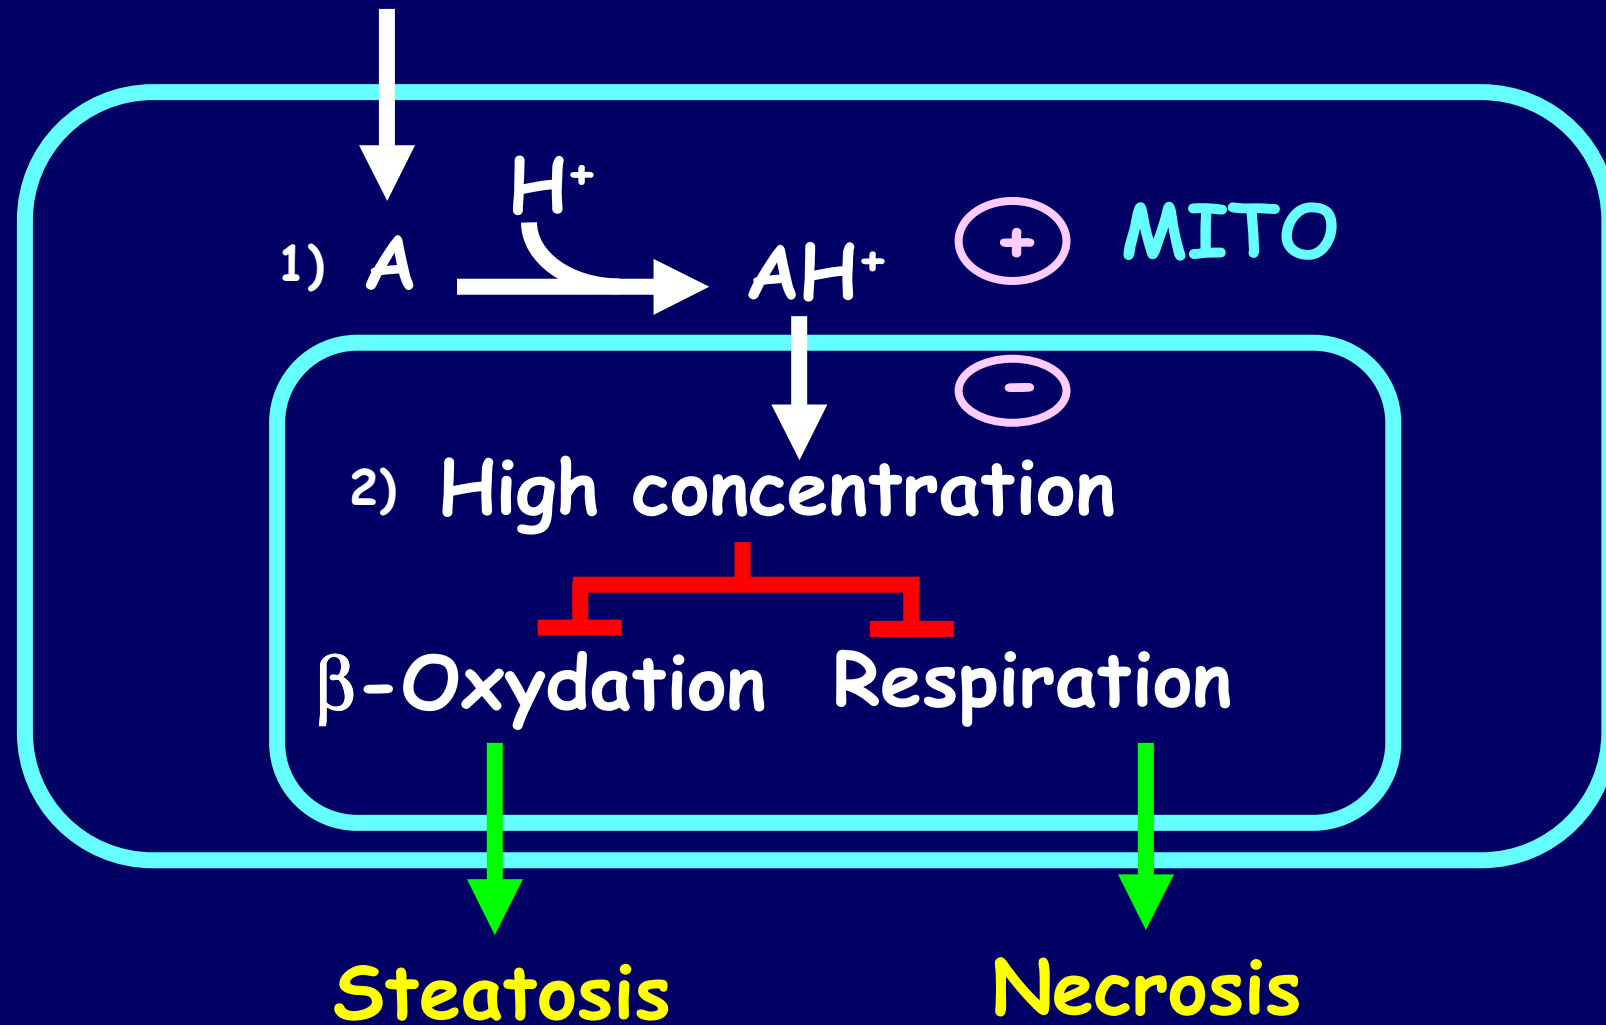 H⁺
1) A AH⁺ + MITO
-
2) High concentration
β-Oxydation Respiration
Steatosis Necrosis